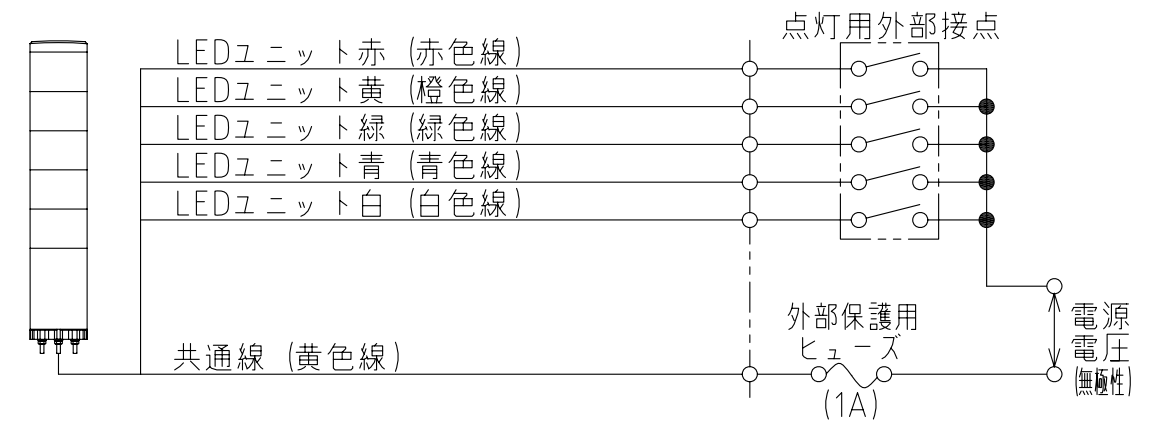 点灯用外部接点
LEDユニット赤 (赤色線)
LEDユニット黄 (橙色線)
LEDユニット緑 (緑色線)
LEDユニット青 (青色線)
LEDユニット白 (白色線)
外部保護用
ヒューズ
(1A)
共通線 (黄色線)
電源
電圧
(無極性)